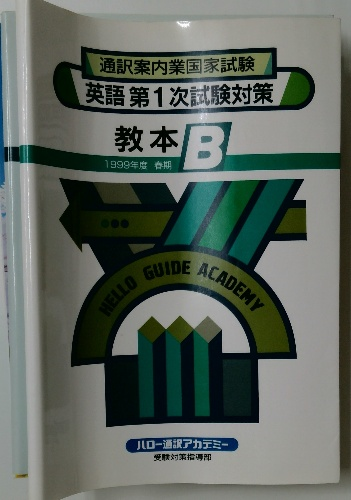 通訳案内業国家試験
英語 第1次試験対策
教本 B
1999年度 春期
HELLO GUIDE ACADEMY
ハロー通訳アカデミー
受験対策指導部